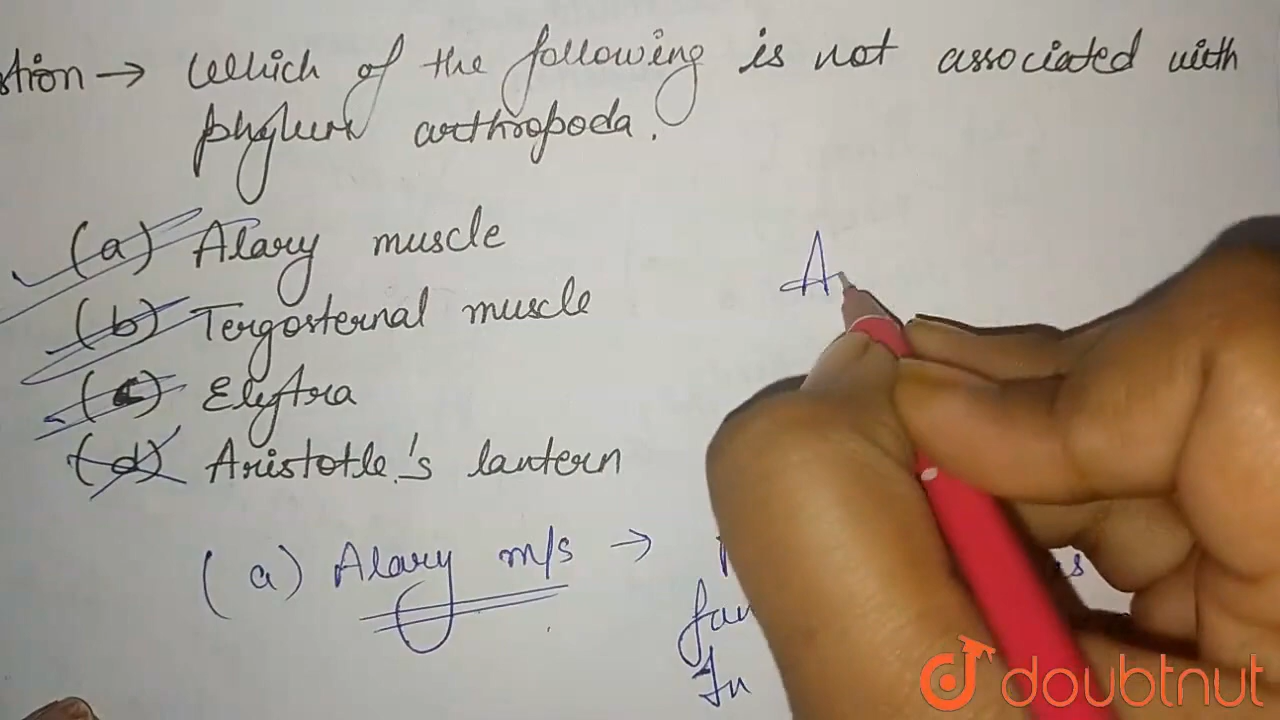 stion → Which of the following is not associated with
phylum arthropoda.
(a) Alary muscle
(b) Tergosternal muscle
(c) Elytra
(d) Aristotle's lantern
A
(a) Alary m/s →
In
doubtnut